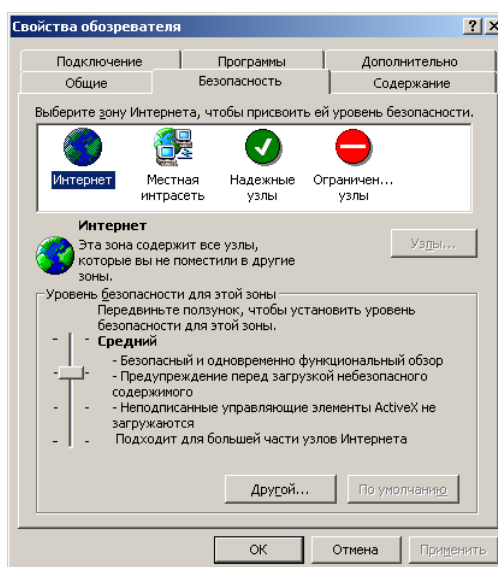 Свойства обозревателя
Подключение Программы Дополнительно
Общие Безопасность Содержание
Выберите зону Интернета, чтобы присвоить ей уровень безопасности.
Интернет Местная интрасеть Надежные узлы Ограничен... узлы
Интернет
Эта зона содержит все узлы,
которые вы не поместили в другие
зоны.
Узлы...
Уровень безопасности для этой зоны
Передвиньте ползунок, чтобы установить уровень
безопасности для этой зоны.
Средний
- Безопасный и одновременно функциональный обзор
- Предупреждение перед загрузкой небезопасного
содержимого
- Неподписанные управляющие элементы ActiveX не
загружаются
Подходит для большей части узлов Интернета
Другой... По умолчанию
ОК Отмена Применить